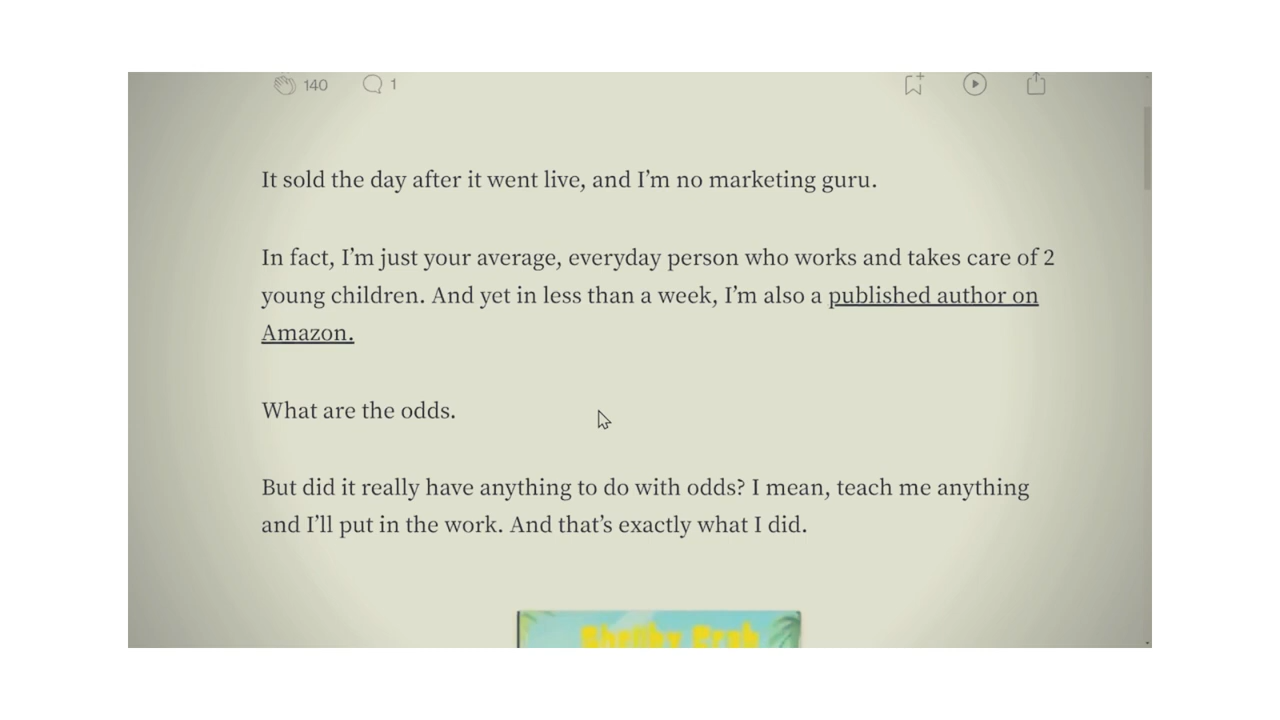 140 1
It sold the day after it went live, and I’m no marketing guru.
In fact, I’m just your average, everyday person who works and takes care of 2
young children. And yet in less than a week, I’m also a published author on
Amazon.
What are the odds.
But did it really have anything to do with odds? I mean, teach me anything
and I’ll put in the work. And that’s exactly what I did.